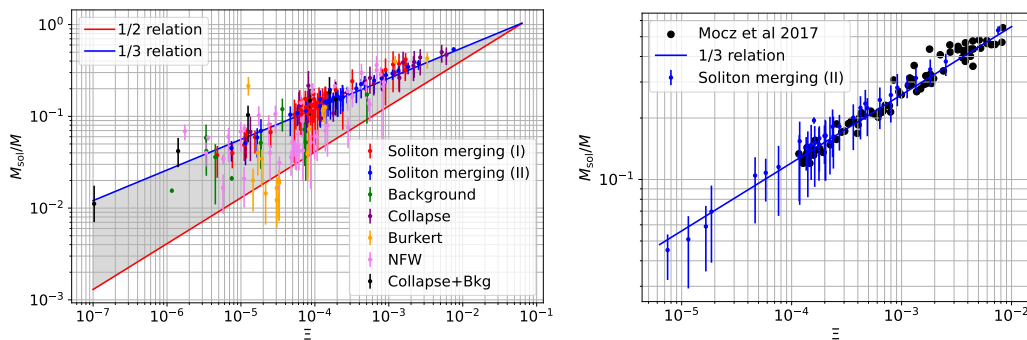 1/2 relation
1/3 relation
Soliton merging (I)
Soliton merging (II)
Background
Collapse
Burkert
NFW
Collapse+Bkg
10⁰
10⁻¹
10⁻²
10⁻³
M_sol/M
10⁻⁷
10⁻⁶
10⁻⁵
10⁻⁴
10⁻³
10⁻²
10⁻¹
Ξ
Mocz et al 2017
1/3 relation
Soliton merging (II)
10⁻¹
M_sol/M
10⁻⁵
10⁻⁴
10⁻³
10⁻²
Ξ